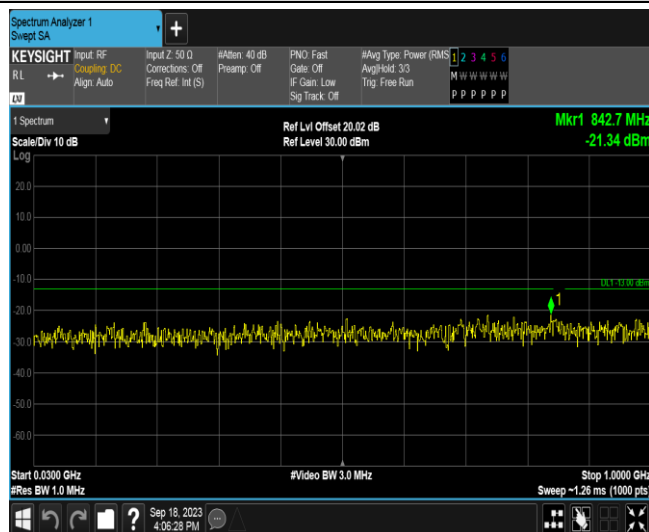 Spectrum Analyzer 1
Swept SA
+
KEYSIGHT
RL
LXI
Input: RF
Coupling: DC
Align: Auto
Input Z: 50 Ω
Corrections: Off
Freq Ref: Int (S)
#Atten: 40 dB
Preamp: Off
PNO: Fast
Gate: Off
IF Gain: Low
Sig Track: Off
#Avg Type: Power (RMS
Avg|Hold: 3/3
Trig: Free Run
1 2 3 4 5 6
M W W W W W
P P P P P P
1 Spectrum
Scale/Div 10 dB
Ref Lvl Offset 20.02 dB
Ref Level 30.00 dBm
Mkr1 842.7 MHz
-21.34 dBm
Log
20.0
10.0
0.00
-10.0
DL1 -13.00 dBm
1
-20.0
-30.0
-40.0
-50.0
-60.0
Start 0.0300 GHz
#Res BW 1.0 MHz
#Video BW 3.0 MHz
Stop 1.0000 GHz
Sweep ~1.26 ms (1000 pts)
?
Sep 18, 2023
4:06:28 PM